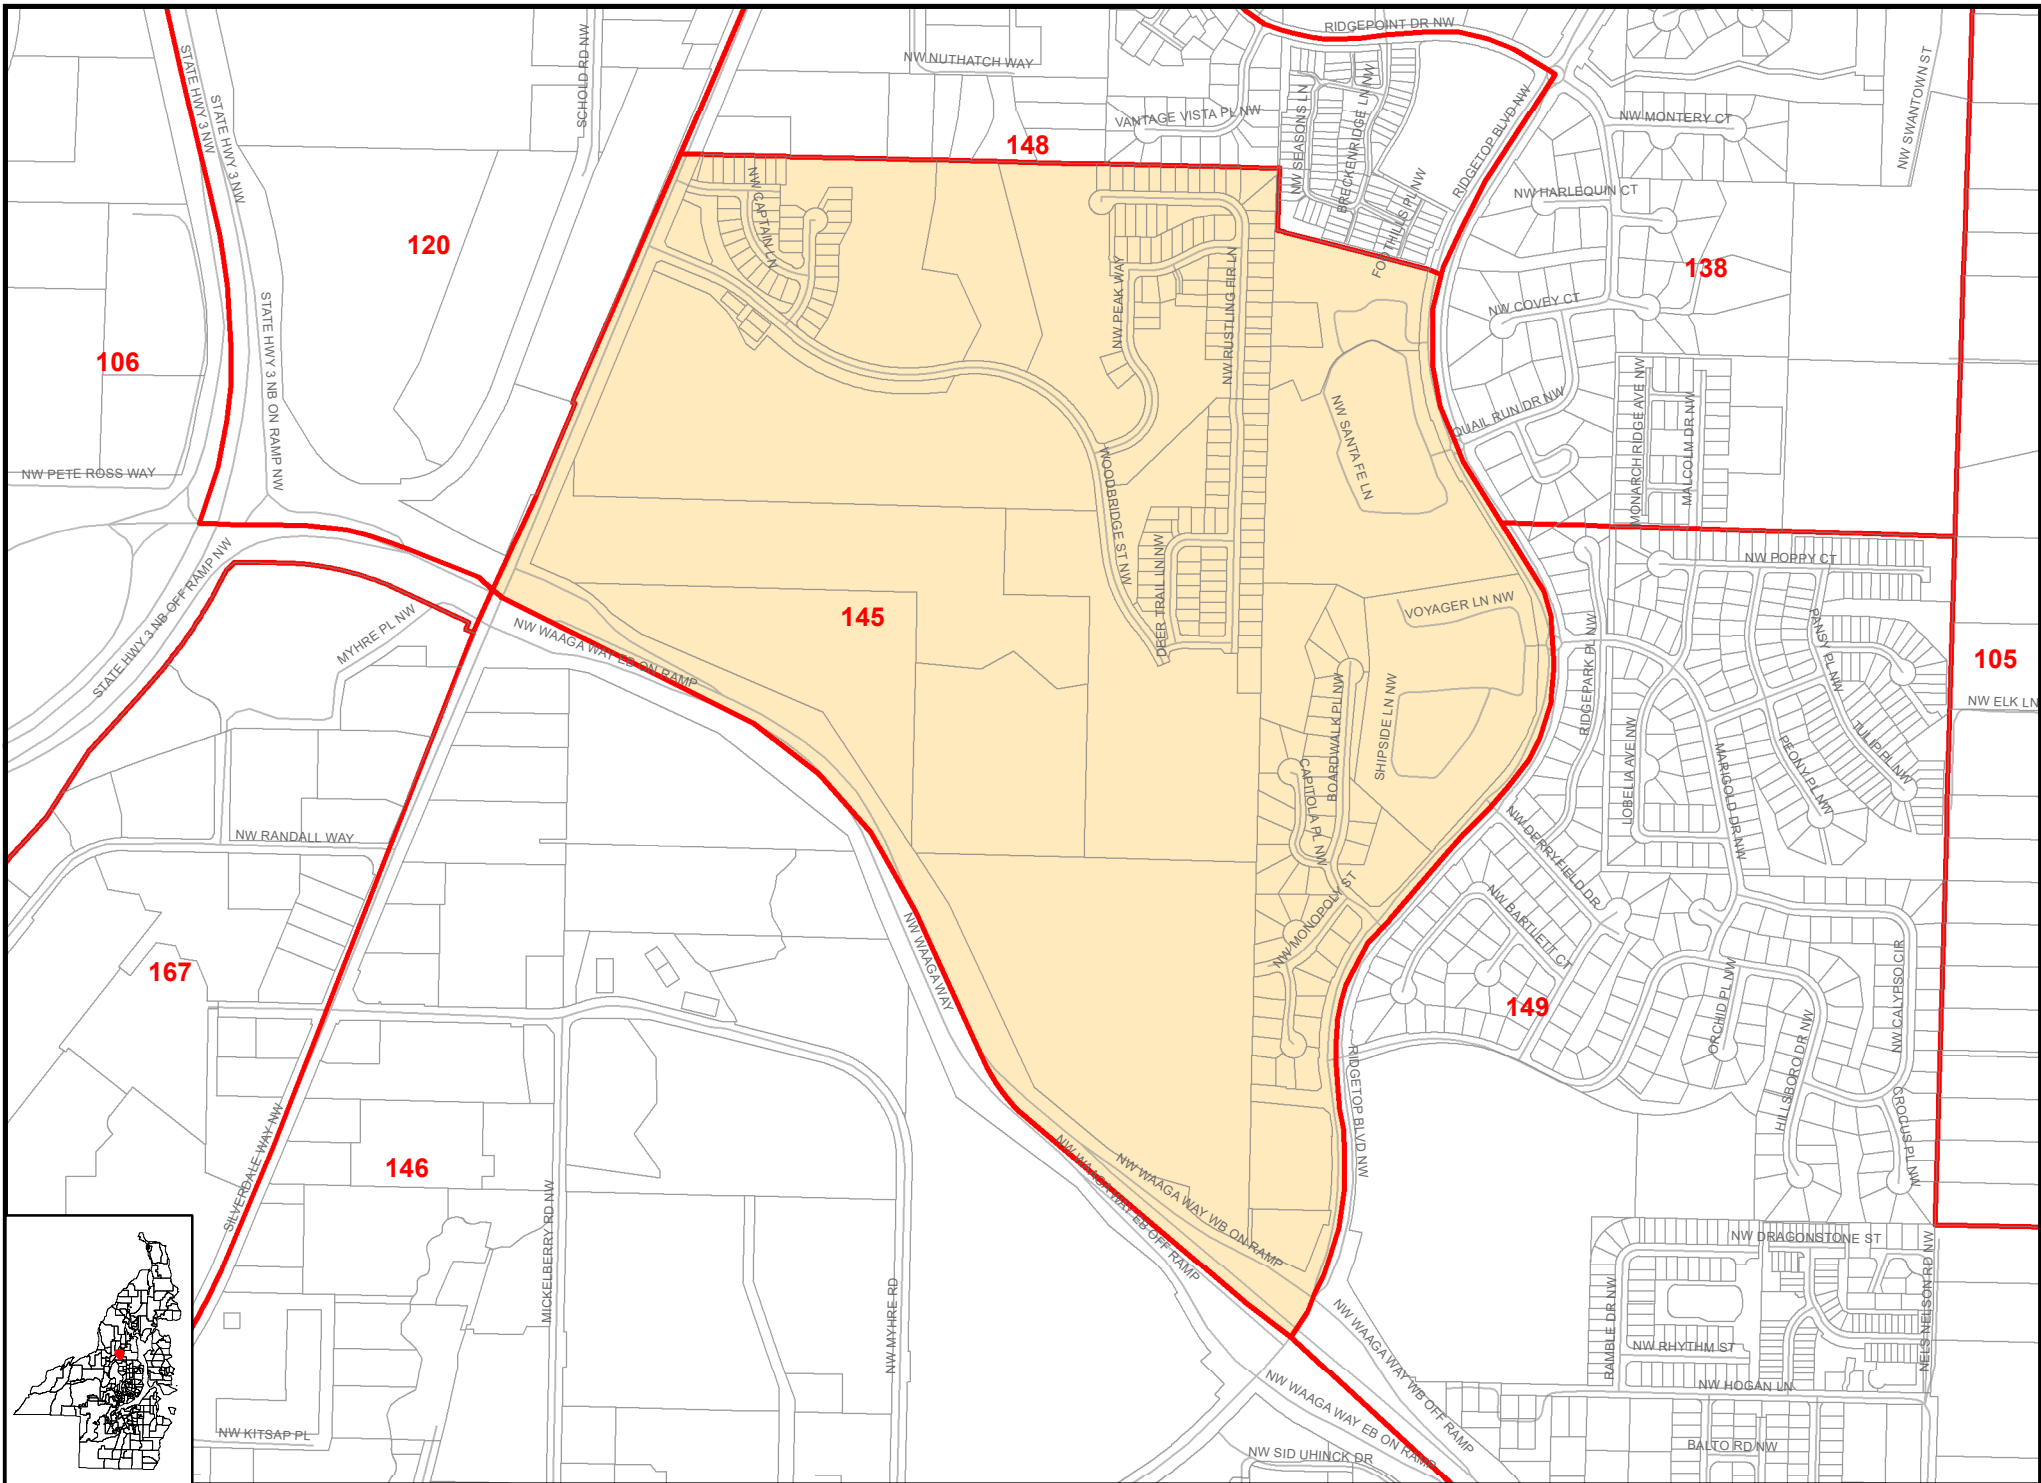 RIDGEPOINT DR NW
STATE HWY 3 NW
STATE HWY 3 NW
SCHOLD RD NW
NW NUTHATCH WAY
VANTAGE VISTA PL NW
148
NW SEASONS LN
BRECKENRIDGE LN NW
FOOTHILLS PL NW
RIDGETOP BLVD NW
NW MONTERY CT
NW SWANTOWN ST
NW HARLEQUIN CT
120
NW CAPTAIN LN
138
NW COVEY CT
NW PEAK WAY
NW RUSTLING FIR LN
STATE HWY 3 NB ON RAMP NW
106
NW SANTA FE LN
QUAIL RUN DR NW
MONARCH RIDGE AVE NW
MALCOLM DR NW
NW PETE ROSS WAY
WOODBRIDGE ST NW
DEER TRAIL LN NW
STATE HWY 3 NB OFF RAMP NW
NW POPPY CT
MYHRE PL NW
NW WAAGA WAY EB ON RAMP
145
VOYAGER LN NW
RIDGEPARK PL NW
PANSY PL NW
105
NW ELK LN
BOARDWALK PL NW
SHIPSIDE LN NW
CAPITOLA PL NW
LOBELIA AVE NW
MARIGOLD DR NW
PEONY PL NW
TULIP PL NW
NW RANDALL WAY
NW DERRYFIELD DR
NW BARTLETT CT
NW MONOPOLY ST
NW WAAGA WAY
167
149
ORCHID PL NW
HILLSBORO DR NW
NW CALYPSO CIR
CROCUS PL NW
RIDGETOP BLVD NW
SILVERDALE WAY NW
146
MICKELBERRY RD NW
NW MYHRE RD
NW WAAGA WAY EB OFF RAMP
NW WAAGA WAY WB ON RAMP
NW DRAGONSTONE ST
NELS NELSON RD NW
RAMBLE DR NW
NW RHYTHM ST
NW WAAGA WAY WB OFF RAMP
NW WAAGA WAY EB ON RAMP
NW HOGAN LN
NW KITSAP PL
NW SID UHINCK DR
BALTO RD NW